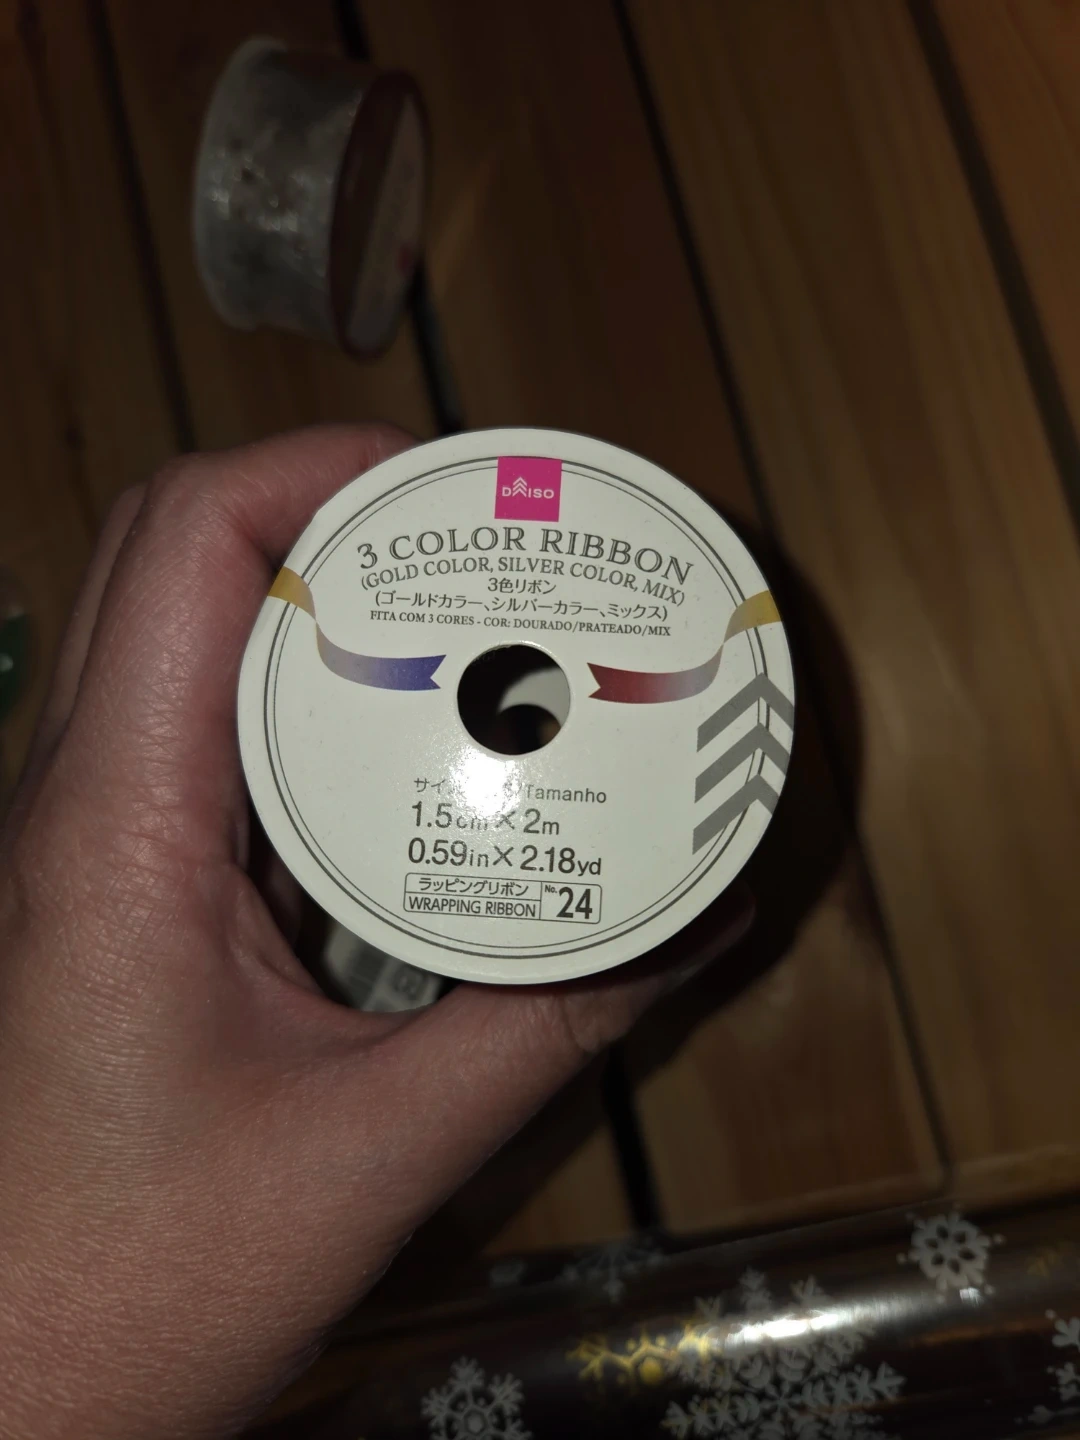 DAISO
3 COLOR RIBBON
(GOLD COLOR, SILVER COLOR, MIX)
3色リボン
(ゴールドカラー、シルバーカラー、ミックス)
FITA COM 3 CORES - COR: DOURADO/PRATEADO/MIX
Tamanho
1.5cm×2m
0.59in×2.18yd
ラッピングリボン
WRAPPING RIBBON
No. 24